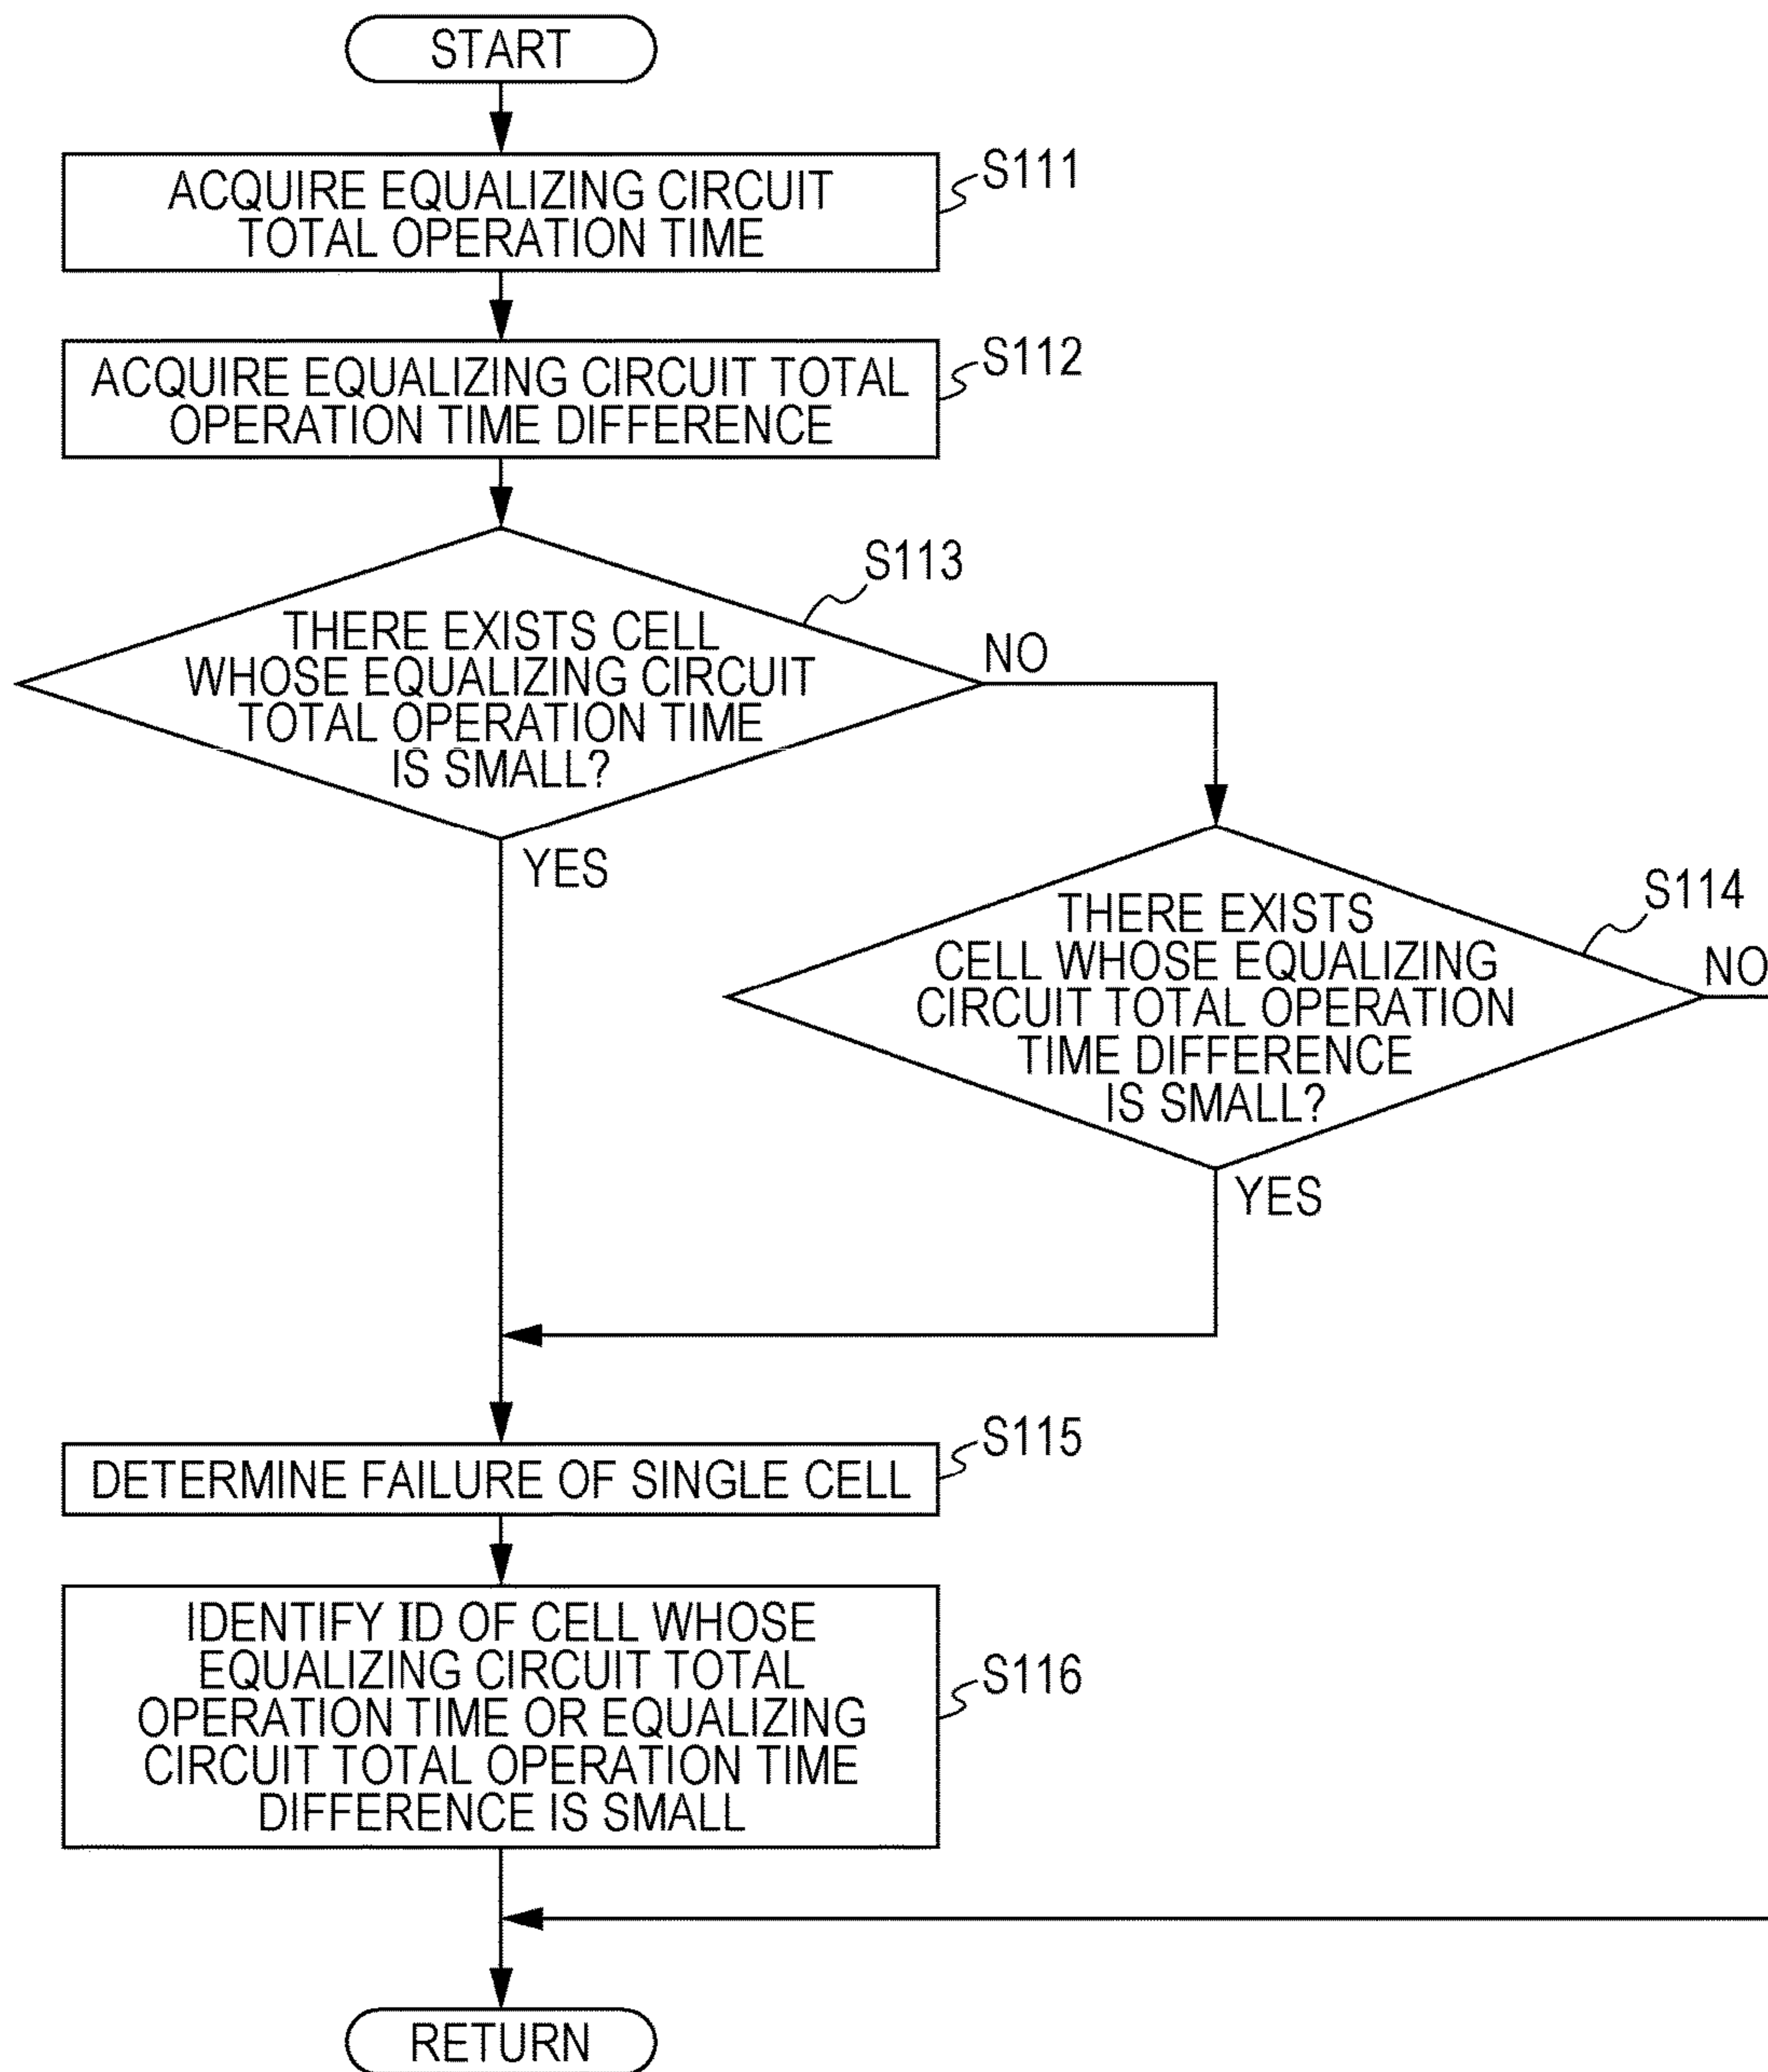 START
ACQUIRE EQUALIZING CIRCUIT
TOTAL OPERATION TIME
S111
ACQUIRE EQUALIZING CIRCUIT TOTAL
OPERATION TIME DIFFERENCE
S112
THERE EXISTS CELL
WHOSE EQUALIZING CIRCUIT
TOTAL OPERATION TIME
IS SMALL?
S113
NO
YES
THERE EXISTS
CELL WHOSE EQUALIZING
CIRCUIT TOTAL OPERATION
TIME DIFFERENCE
IS SMALL?
S114
NO
YES
DETERMINE FAILURE OF SINGLE CELL
S115
IDENTIFY ID OF CELL WHOSE
EQUALIZING CIRCUIT TOTAL
OPERATION TIME OR EQUALIZING
CIRCUIT TOTAL OPERATION TIME
DIFFERENCE IS SMALL
S116
RETURN